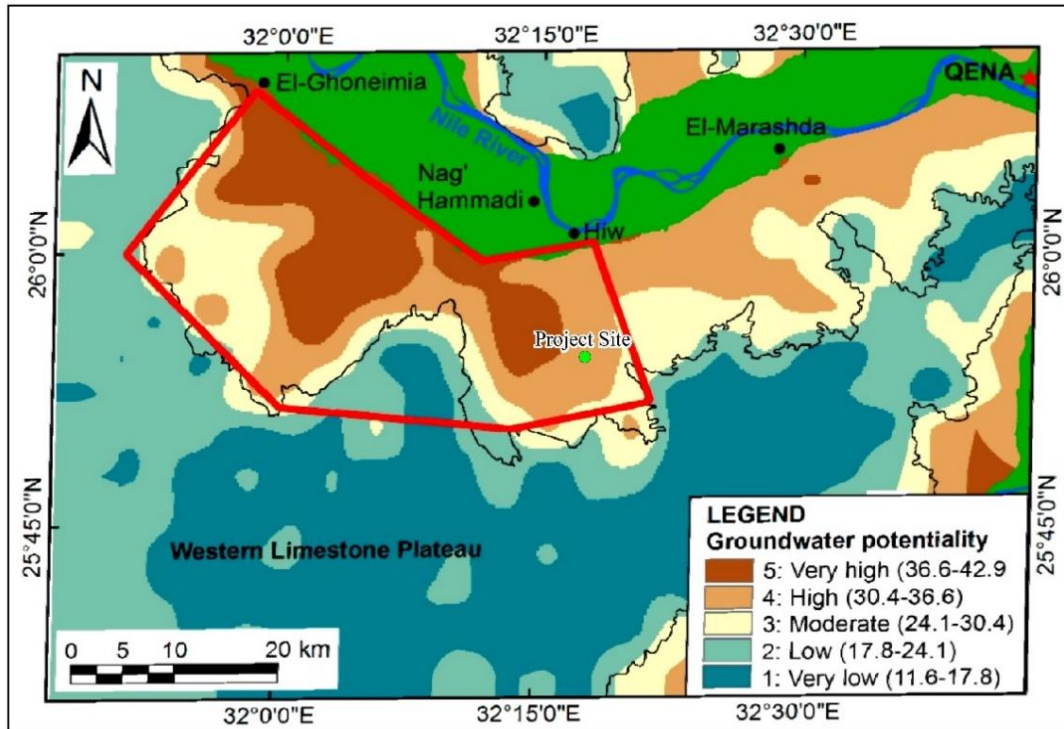 32°0'0"E
32°15'0"E
32°30'0"E
N
El-Ghoneimia
QENA
Nile River
El-Marashda
Nag'
Hammadi
Hiw
26°0'0"N
26°0'0"N
Project Site
25°45'0"N
25°45'0"N
Western Limestone Plateau
LEGEND
Groundwater potentiality
5: Very high (36.6-42.9
4: High (30.4-36.6)
3: Moderate (24.1-30.4)
2: Low (17.8-24.1)
1: Very low (11.6-17.8)
0 5 10 20 km
32°0'0"E
32°15'0"E
32°30'0"E